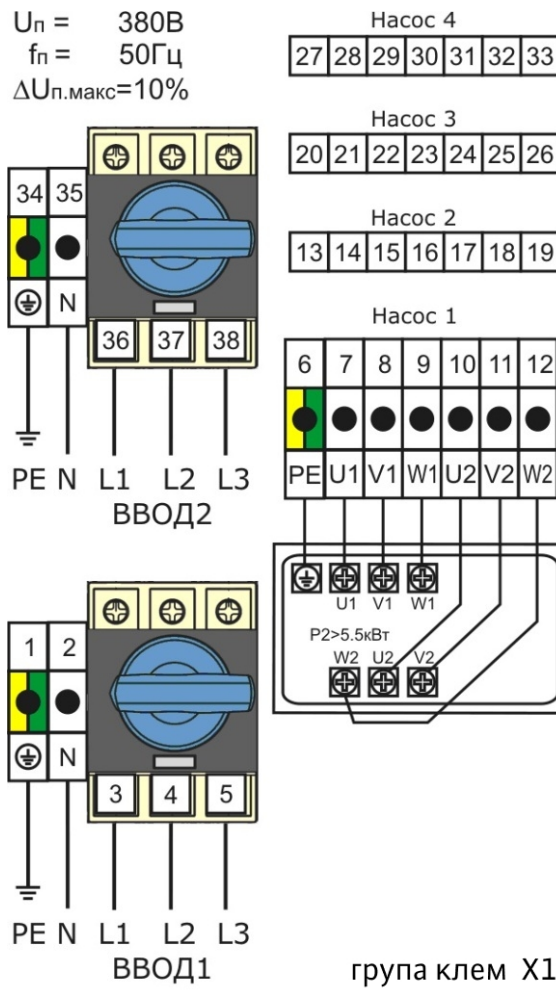 Uп = 380В
fп = 50Гц
∆Uп.макс=10%
34 35
N
36 37 38
PE N L1 L2 L3
ВВОД2
1 2
N
3 4 5
PE N L1 L2 L3
ВВОД1
Насос 4
27 28 29 30 31 32 33
Насос 3
20 21 22 23 24 25 26
Насос 2
13 14 15 16 17 18 19
Насос 1
6 7 8 9 10 11 12
PE U1 V1 W1 U2 V2 W2
U1 V1 W1
P2>5.5кВт
W2 U2 V2
група клем X1